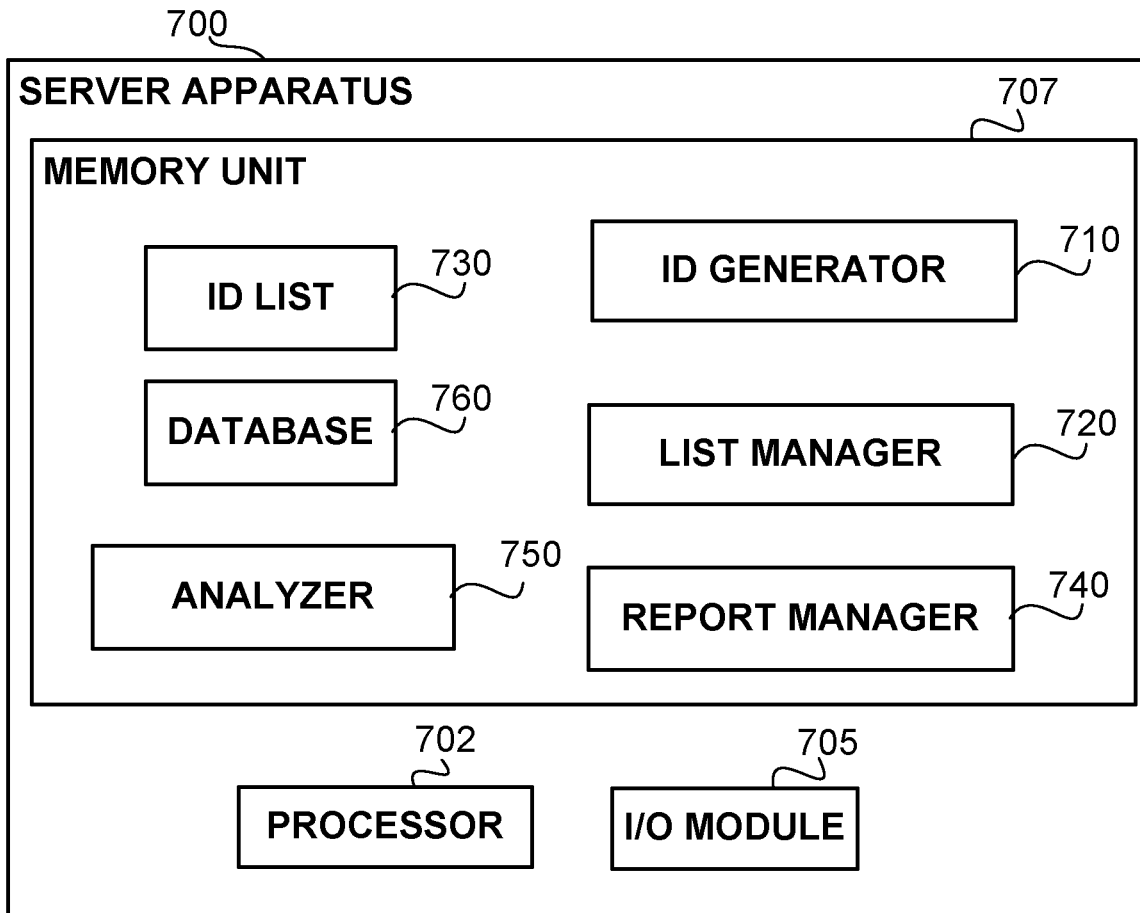 700
SERVER APPARATUS
707
MEMORY UNIT
ID LIST
730
ID GENERATOR
710
DATABASE
760
LIST MANAGER
720
ANALYZER
750
REPORT MANAGER
740
702
PROCESSOR
705
I/O MODULE